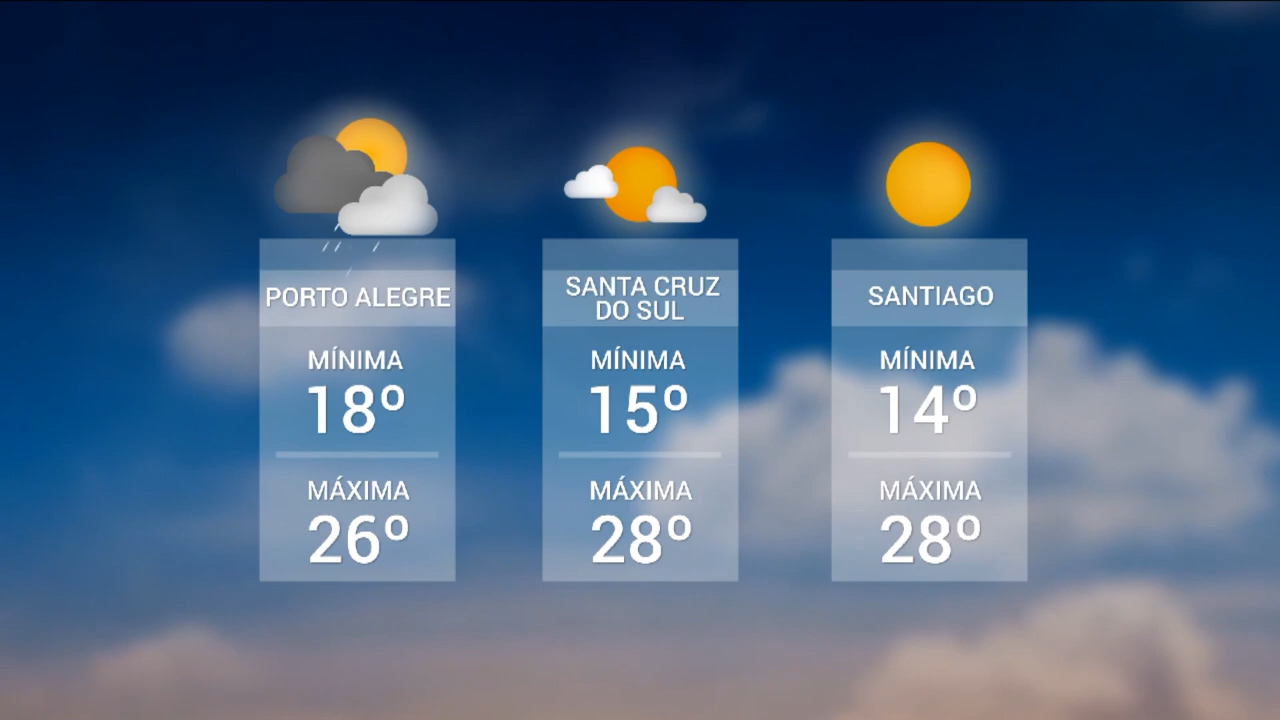 PORTO ALEGRE
MÍNIMA
18º
MÁXIMA
26º
SANTA CRUZ
DO SUL
MÍNIMA
15º
MÁXIMA
28º
SANTIAGO
MÍNIMA
14º
MÁXIMA
28º